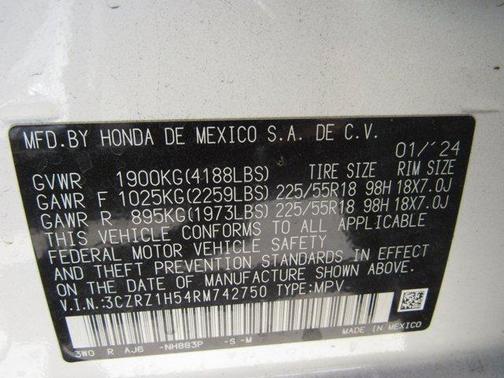 MFD.BY HONDA DE MEXICO S.A. DE C.V.
01/'24
GVWR 1900KG(4188LBS) TIRE SIZE RIM SIZE
GAWR F 1025KG(2259LBS) 225/55R18 98H 18X7.0J
GAWR R 895KG(1973LBS) 225/55R18 98H 18X7.0J
THIS VEHICLE CONFORMS TO ALL APPLICABLE
FEDERAL MOTOR VEHICLE SAFETY STANDARDS IN EFFECT ON THE
DATE OF MANUFACTURE SHOWN ABOVE.
V.I.N:3CZRZ1H54RM742750 TYPE:MPV
3W0 R AJ6 -NH883P -S -M
MADE IN MEXICO